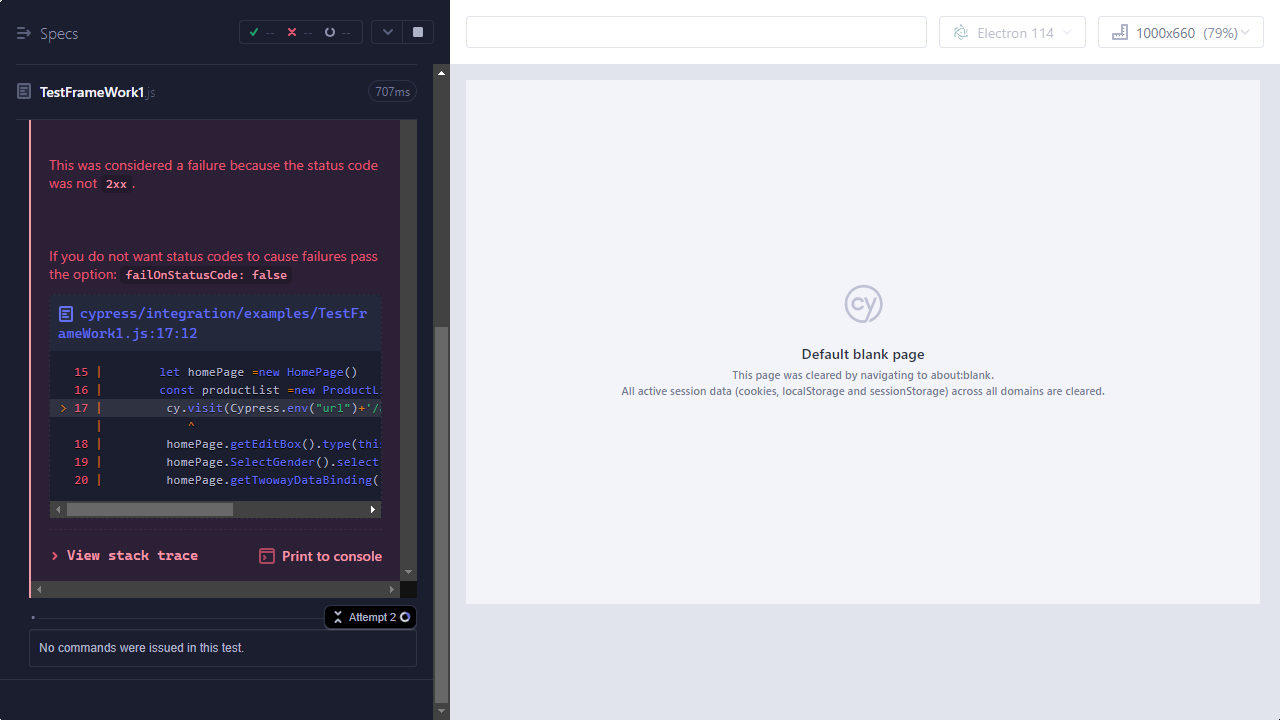 Specs
--
--
--
Electron 114
1000x660 (79%)
TestFrameWork1.js
707ms
This was considered a failure because the status code
was not 2xx.
If you do not want status codes to cause failures pass
the option: failOnStatusCode: false
cypress/integration/examples/TestFr
ameWork1.js:17:12
15 | let homePage =new HomePage()
16 | const productList =new ProductLi
> 17 | cy.visit(Cypress.env("url")+'/
| ^
18 | homePage.getEditBox().type(this
19 | homePage.SelectGender().select
20 | homePage.getTwowayDataBinding(
> View stack trace
Print to console
Attempt 2
No commands were issued in this test.
cy
Default blank page
This page was cleared by navigating to about:blank.
All active session data (cookies, localStorage and sessionStorage) across all domains are cleared.